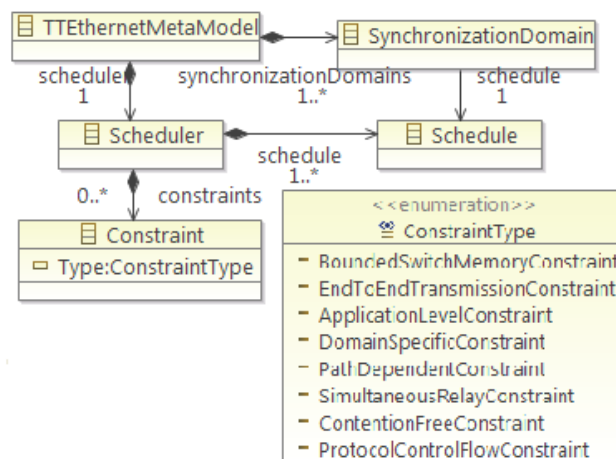 TTEthernetMetaModel
SynchronizationDomain
scheduler synchronizationDomains schedule
1 1..* 1
Scheduler
Schedule
schedule
1..*
0..* constraints
Constraint
Type:ConstraintType
<<enumeration>>
ConstraintType
BoundedSwitchMemoryConstraint
EndToEndTransmissionConstraint
ApplicationLevelConstraint
DomainSpecificConstraint
PathDependentConstraint
SimultaneousRelayConstraint
ContentionFreeConstraint
ProtocolControlFlowConstraint